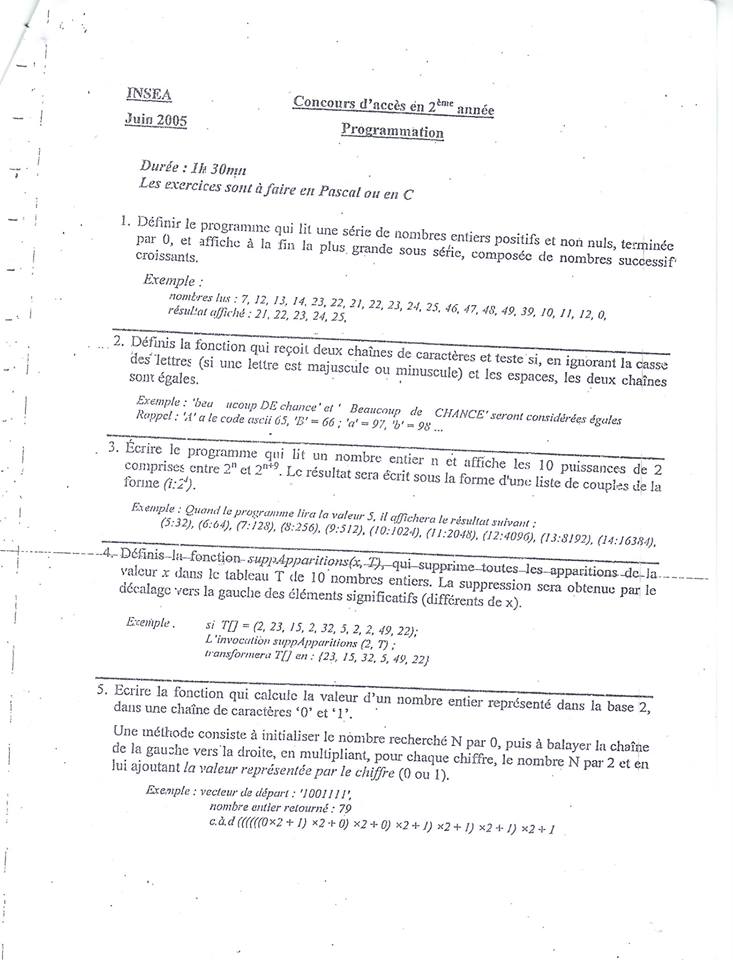 INSEA
Concours d'accès en 2ème année
Juin 2005
Programmation
Durée : 1h 30mn
Les exercices sont à faire en Pascal ou en C
1. Définir le programme qui lit une série de nombres entiers positifs et non nuls, terminée
par 0, et affiche à la fin la plus grande sous série, composée de nombres successif
croissants.
Exemple :
nombres lus : 7, 12, 13, 14, 23, 22, 21, 22, 23, 24, 25, 46, 47, 48, 49, 39, 10, 11, 12, 0,
résultat affiché : 21, 22, 23, 24, 25,
2. Définis la fonction qui reçoit deux chaînes de caractères et teste si, en ignorant la casse
des lettres (si une lettre est majuscule ou minuscule) et les espaces, les deux chaînes
sont égales.
Exemple : 'beau ucoup DE chance' et ' Beaucoup de CHANCE' seront considérées égales
Rappel : 'A' a le code ascii 65, 'B' = 66 ; 'a' = 97, 'b' = 98 ...
3. Écrire le programme qui lit un nombre entier n et affiche les 10 puissances de 2
comprises entre 2ⁿ et 2ⁿ⁺⁹. Le résultat sera écrit sous la forme d'une liste de couples de la
forme (i:2ⁱ).
Exemple : Quand le programme lira la valeur 5, il affichera le résultat suivant :
(5:32), (6:64), (7:128), (8:256), (9:512), (10:1024), (11:2048), (12:4096), (13:8192), (14:16384),
4. Définis la fonction suppApparitions(x, T), qui supprime toutes les apparitions de la
valeur x dans le tableau T de 10 nombres entiers. La suppression sera obtenue par le
décalage vers la gauche des éléments significatifs (différents de x).
Exemple . si T[] = (2, 23, 15, 2, 32, 5, 2, 2, 49, 22);
L'invocation suppApparitions (2, T) ;
transformera T[] en : {23, 15, 32, 5, 49, 22}
5. Ecrire la fonction qui calcule la valeur d'un nombre entier représenté dans la base 2,
dans une chaîne de caractères '0' et '1'.
Une méthode consiste à initialiser le nombre recherché N par 0, puis à balayer la chaîne
de la gauche vers la droite, en multipliant, pour chaque chiffre, le nombre N par 2 et en
lui ajoutant la valeur représentée par le chiffre (0 ou 1).
Exemple : vecteur de départ : '1001111',
nombre entier retourné : 79
c.à.d ((((((0×2 + 1) ×2 + 0) ×2 + 0) ×2 + 1) ×2 + 1) ×2 + 1) ×2 + 1